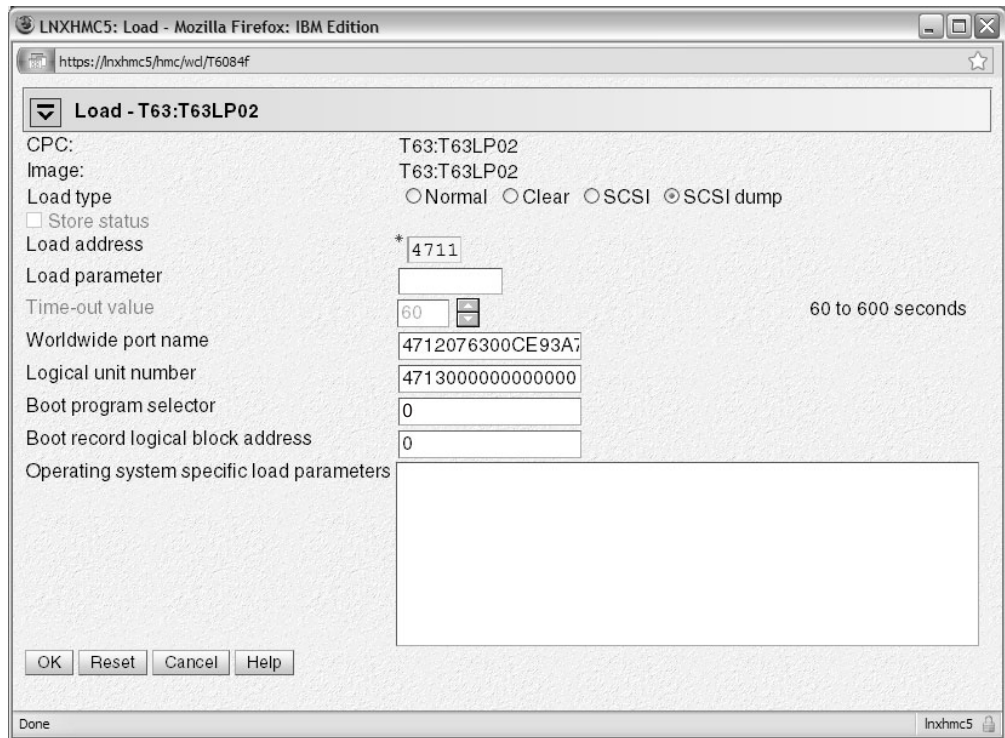 LNXHMC5: Load - Mozilla Firefox: IBM Edition
https://lnxhmc5/hmc/wcl/T6084f
Load - T63:T63LP02
CPC: T63:T63LP02
Image: T63:T63LP02
Load type Normal Clear SCSI SCSI dump
Store status
Load address * 4711
Load parameter
Time-out value 60 60 to 600 seconds
Worldwide port name 4712076300CE93A7
Logical unit number 4713000000000000
Boot program selector 0
Boot record logical block address 0
Operating system specific load parameters
OK Reset Cancel Help
Done lnxhmc5